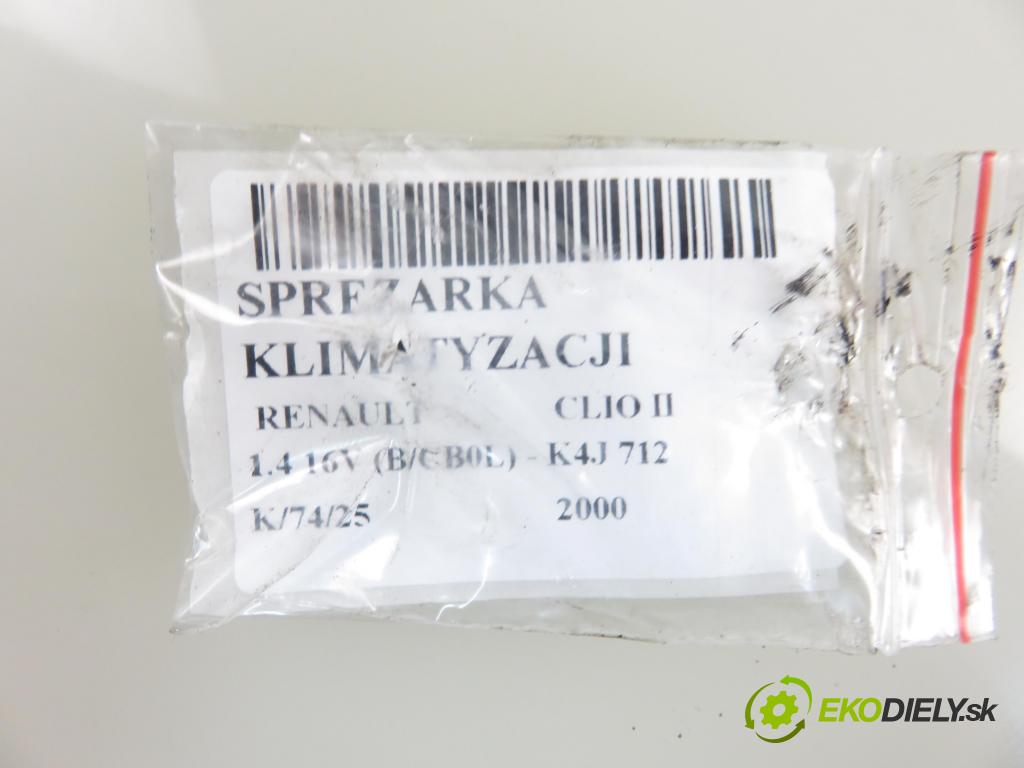 SPREZARKA
KLIMATYZACJI
RENAULT CLIO II
1.4 16V (B/CB0L) - K4J 712
K/74/25 2000
EKODIELY.sk